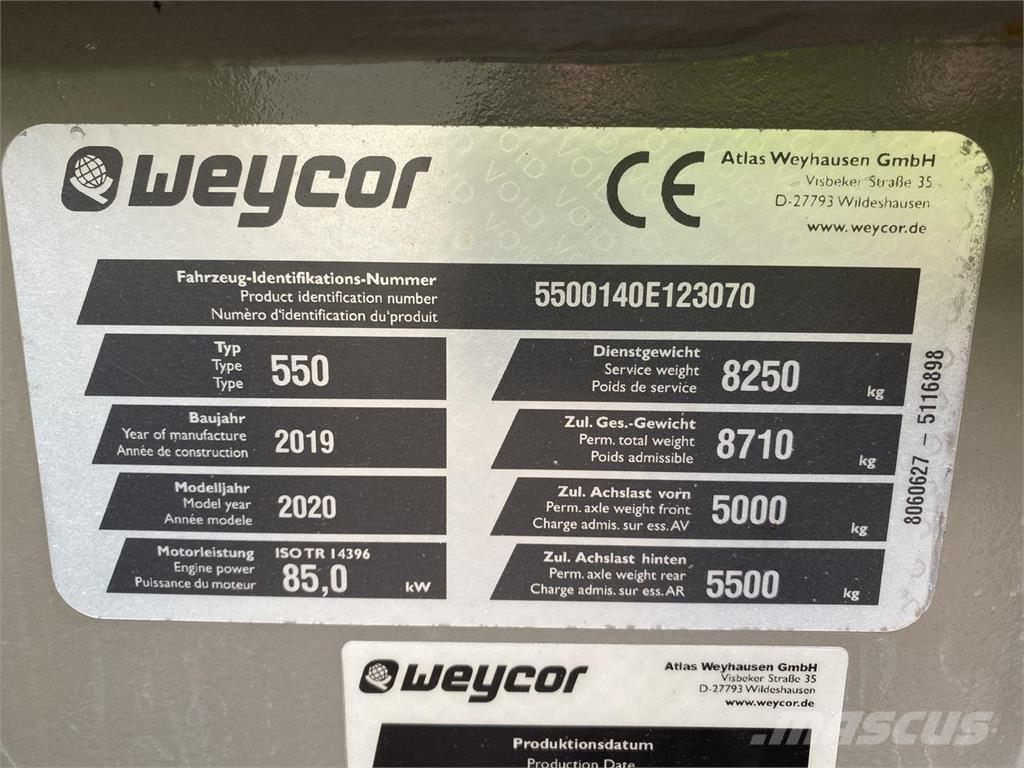 weycor
CE
Atlas Weyhausen GmbH
Visbeker Straße 35
D-27793 Wildeshausen
www.weycor.de
Fahrzeug-Identifikations-Nummer
Product identification number
Numèro d'identification du'produit
5500140E123070
Typ
Type
Type
550
Baujahr
Year of manufacture
Année de construction
2019
Modelljahr
Model year
Année modele
2020
Motorleistung ISO TR 14396
Engine power
Puissance du moteur
85,0 kW
Dienstgewicht
Service weight
Poids de service
8250 kg
Zul. Ges.-Gewicht
Perm. total weight
Poids admissible
8710 kg
Zul. Achslast vorn
Perm. axle weight front
Charge admis. sur ess. AV
5000 kg
Zul. Achslast hinten
Perm. axle weight rear
Charge admis. sur ess. AR
5500 kg
8060627 - 5116898
weycor
Atlas Weyhausen GmbH
Visbeker Straße 35
D-27793 Wildeshausen
www.weycor.de
Produktionsdatum
Production Date
mascus